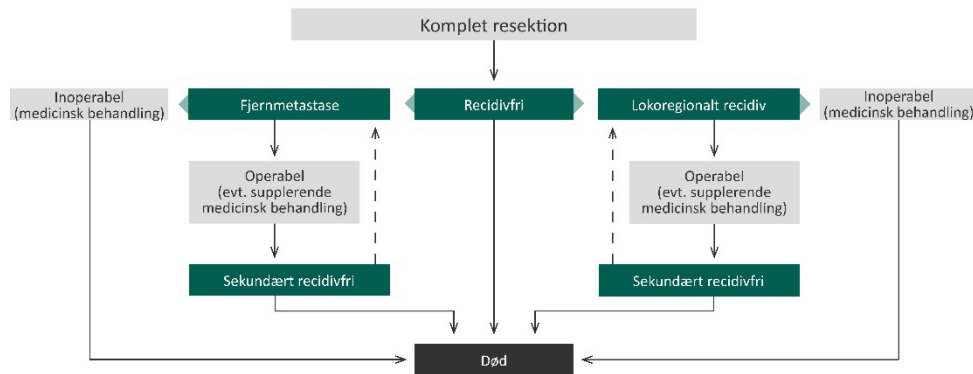 Komplet resektion
Inoperabel
(medicinsk behandling)
Fjernmetastase
Recidivfri
Lokoregionalt recidiv
Inoperabel
(medicinsk behandling)
Operabel
(evt. supplerende
medicinsk behandling)
Operabel
(evt. supplerende
medicinsk behandling)
Sekundært recidivfri
Sekundært recidivfri
Død